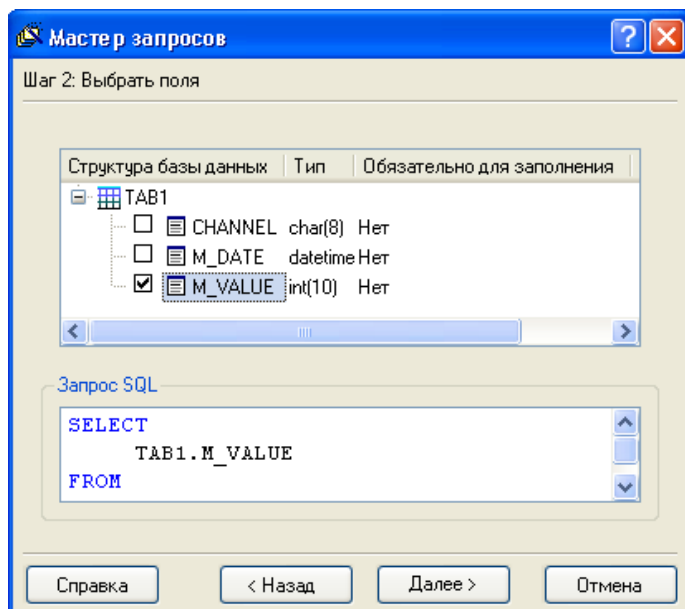 Мастер запросов
Шаг 2: Выбрать поля
Структура базы данных Тип Обязательно для заполнения
TAB1
CHANNEL char(8) Нет
M_DATE datetime Нет
M_VALUE int(10) Нет
Запрос SQL
SELECT
TAB1.M_VALUE
FROM
Справка < Назад Далее > Отмена